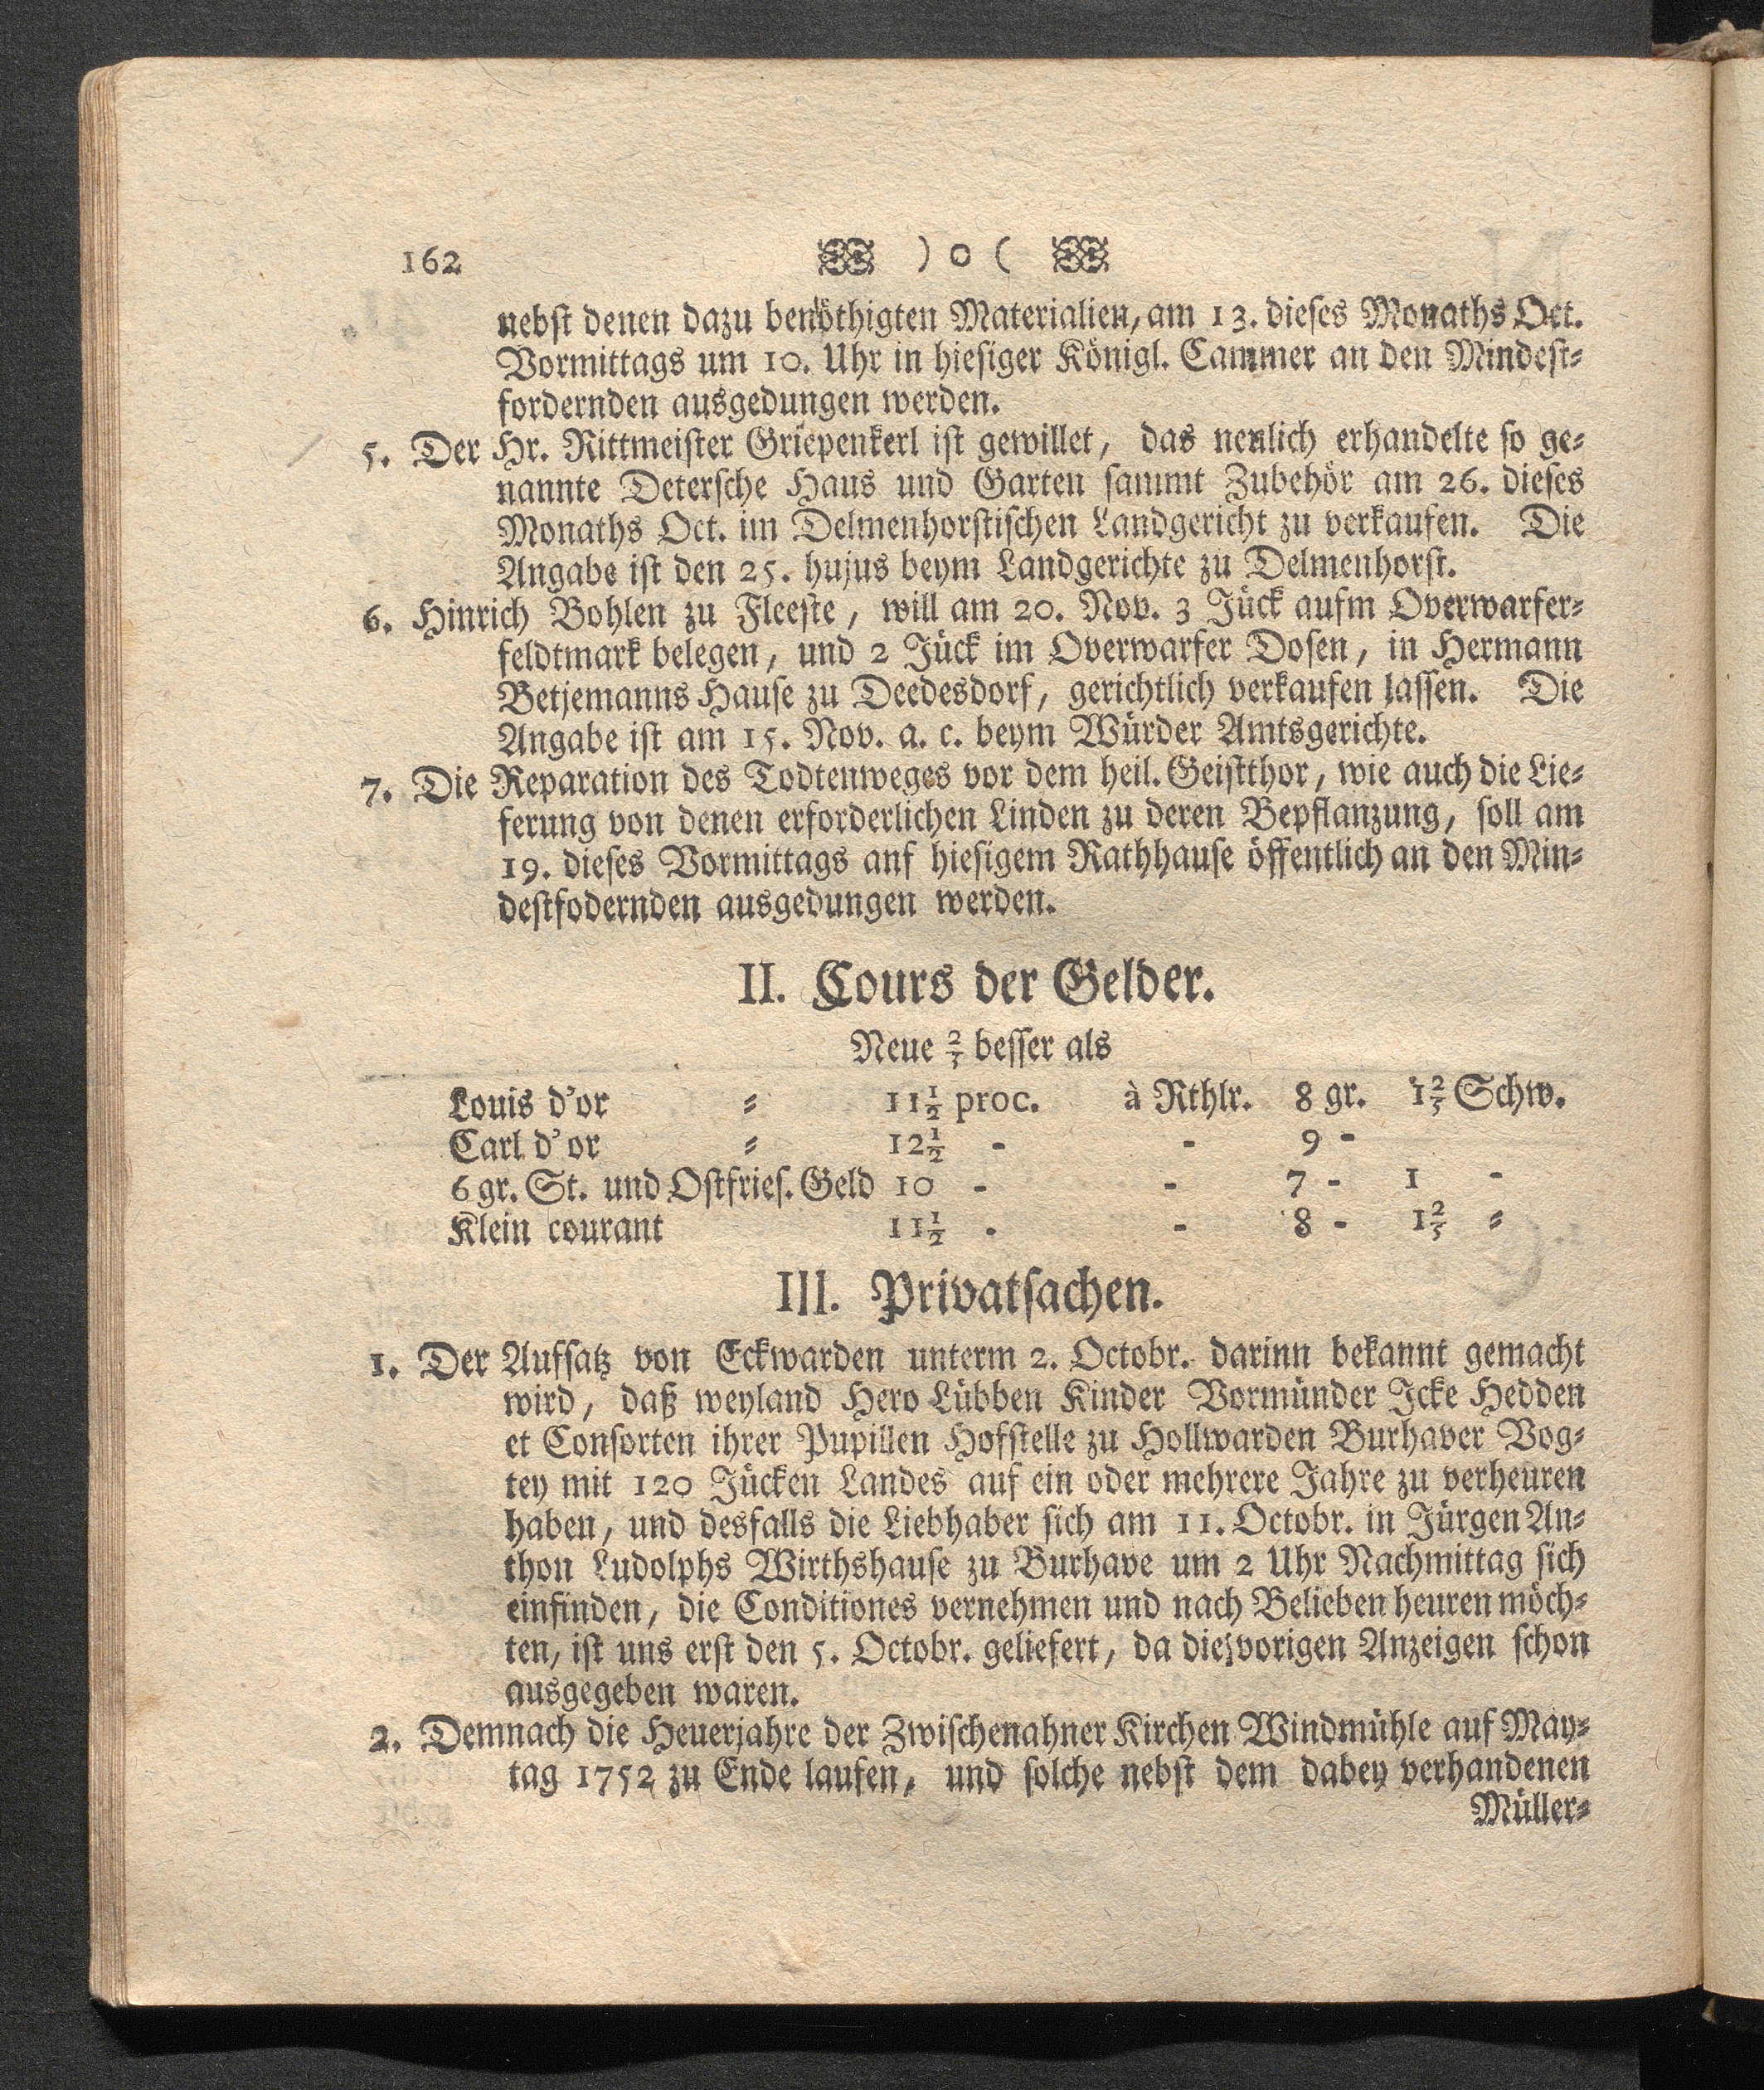 162 ) o (
nebst denen dazu benöthigten Materialien, am 13. dieses Monaths Oct.
Vormittags um 10. Uhr in hiesiger Königl. Cammer an den Mindest-
fordernden ausgedungen werden.
5. Der Hr. Rittmeister Griepenkerl ist gewillet, das nenlich erhandelte so ge-
nannte Detersche Haus und Garten sammt Zubehör am 26. dieses
Monaths Oct. im Delmenhorstischen Landgericht zu verkaufen. Die
Angabe ist den 25. hujus beym Landgerichte zu Delmenhorst.
6. Hinrich Bohlen zu Fleeste, will am 20. Nov. 3 Jück aufm Overwarfer-
feldtmark belegen, und 2 Jück im Overwarfer Dosen, in Hermann
Betjemanns Hause zu Deedesdorf, gerichtlich verkaufen lassen. Die
Angabe ist am 15. Nov. a. c. beym Würder Amtsgerichte.
7. Die Reparation des Todtenweges vor dem heil. Geistthor, wie auch die Lie-
ferung von denen erforderlichen Linden zu deren Bepflanzung, soll am
19. dieses Vormittags anf hiesigem Rathhause öffentlich an den Min-
destfodernden ausgedungen werden.
II. Cours der Gelder.
Neue 2/3 besser als
Louis d'or - 11 1/2 proc. à Rthlr. 8 gr. 1 2/5 Schw.
Carl d'or - 12 1/2 - - 9 -
6 gr. St. und Ostfries. Geld 10 - - 7 - 1 -
Klein courant 11 1/2 - - 8 - 1 2/5 -
III. Privatsachen.
1. Der Aufsatz von Eckwarden unterm 2. Octobr. darinn bekannt gemacht
wird, daß weyland Hero Lübben Kinder Vormünder Icke Hedden
et Consorten ihrer Pupillen Hofstelle zu Hollwarden Burhaver Vog-
tey mit 120 Jücken Landes auf ein oder mehrere Jahre zu verheuren
haben, und desfalls die Liebhaber sich am 11. Octobr. in Jürgen An-
thon Ludolphs Wirthshause zu Burhave um 2 Uhr Nachmittag sich
einfinden, die Conditiones vernehmen und nach Belieben heuren möch-
ten, ist uns erst den 5. Octobr. geliefert, da die vorigen Anzeigen schon
ausgegeben waren.
2. Demnach die Heuerjahre der Zwischenahner Kirchen Windmühle auf May-
tag 1752 zu Ende laufen, und solche nebst dem dabey verhandenen
Müller-